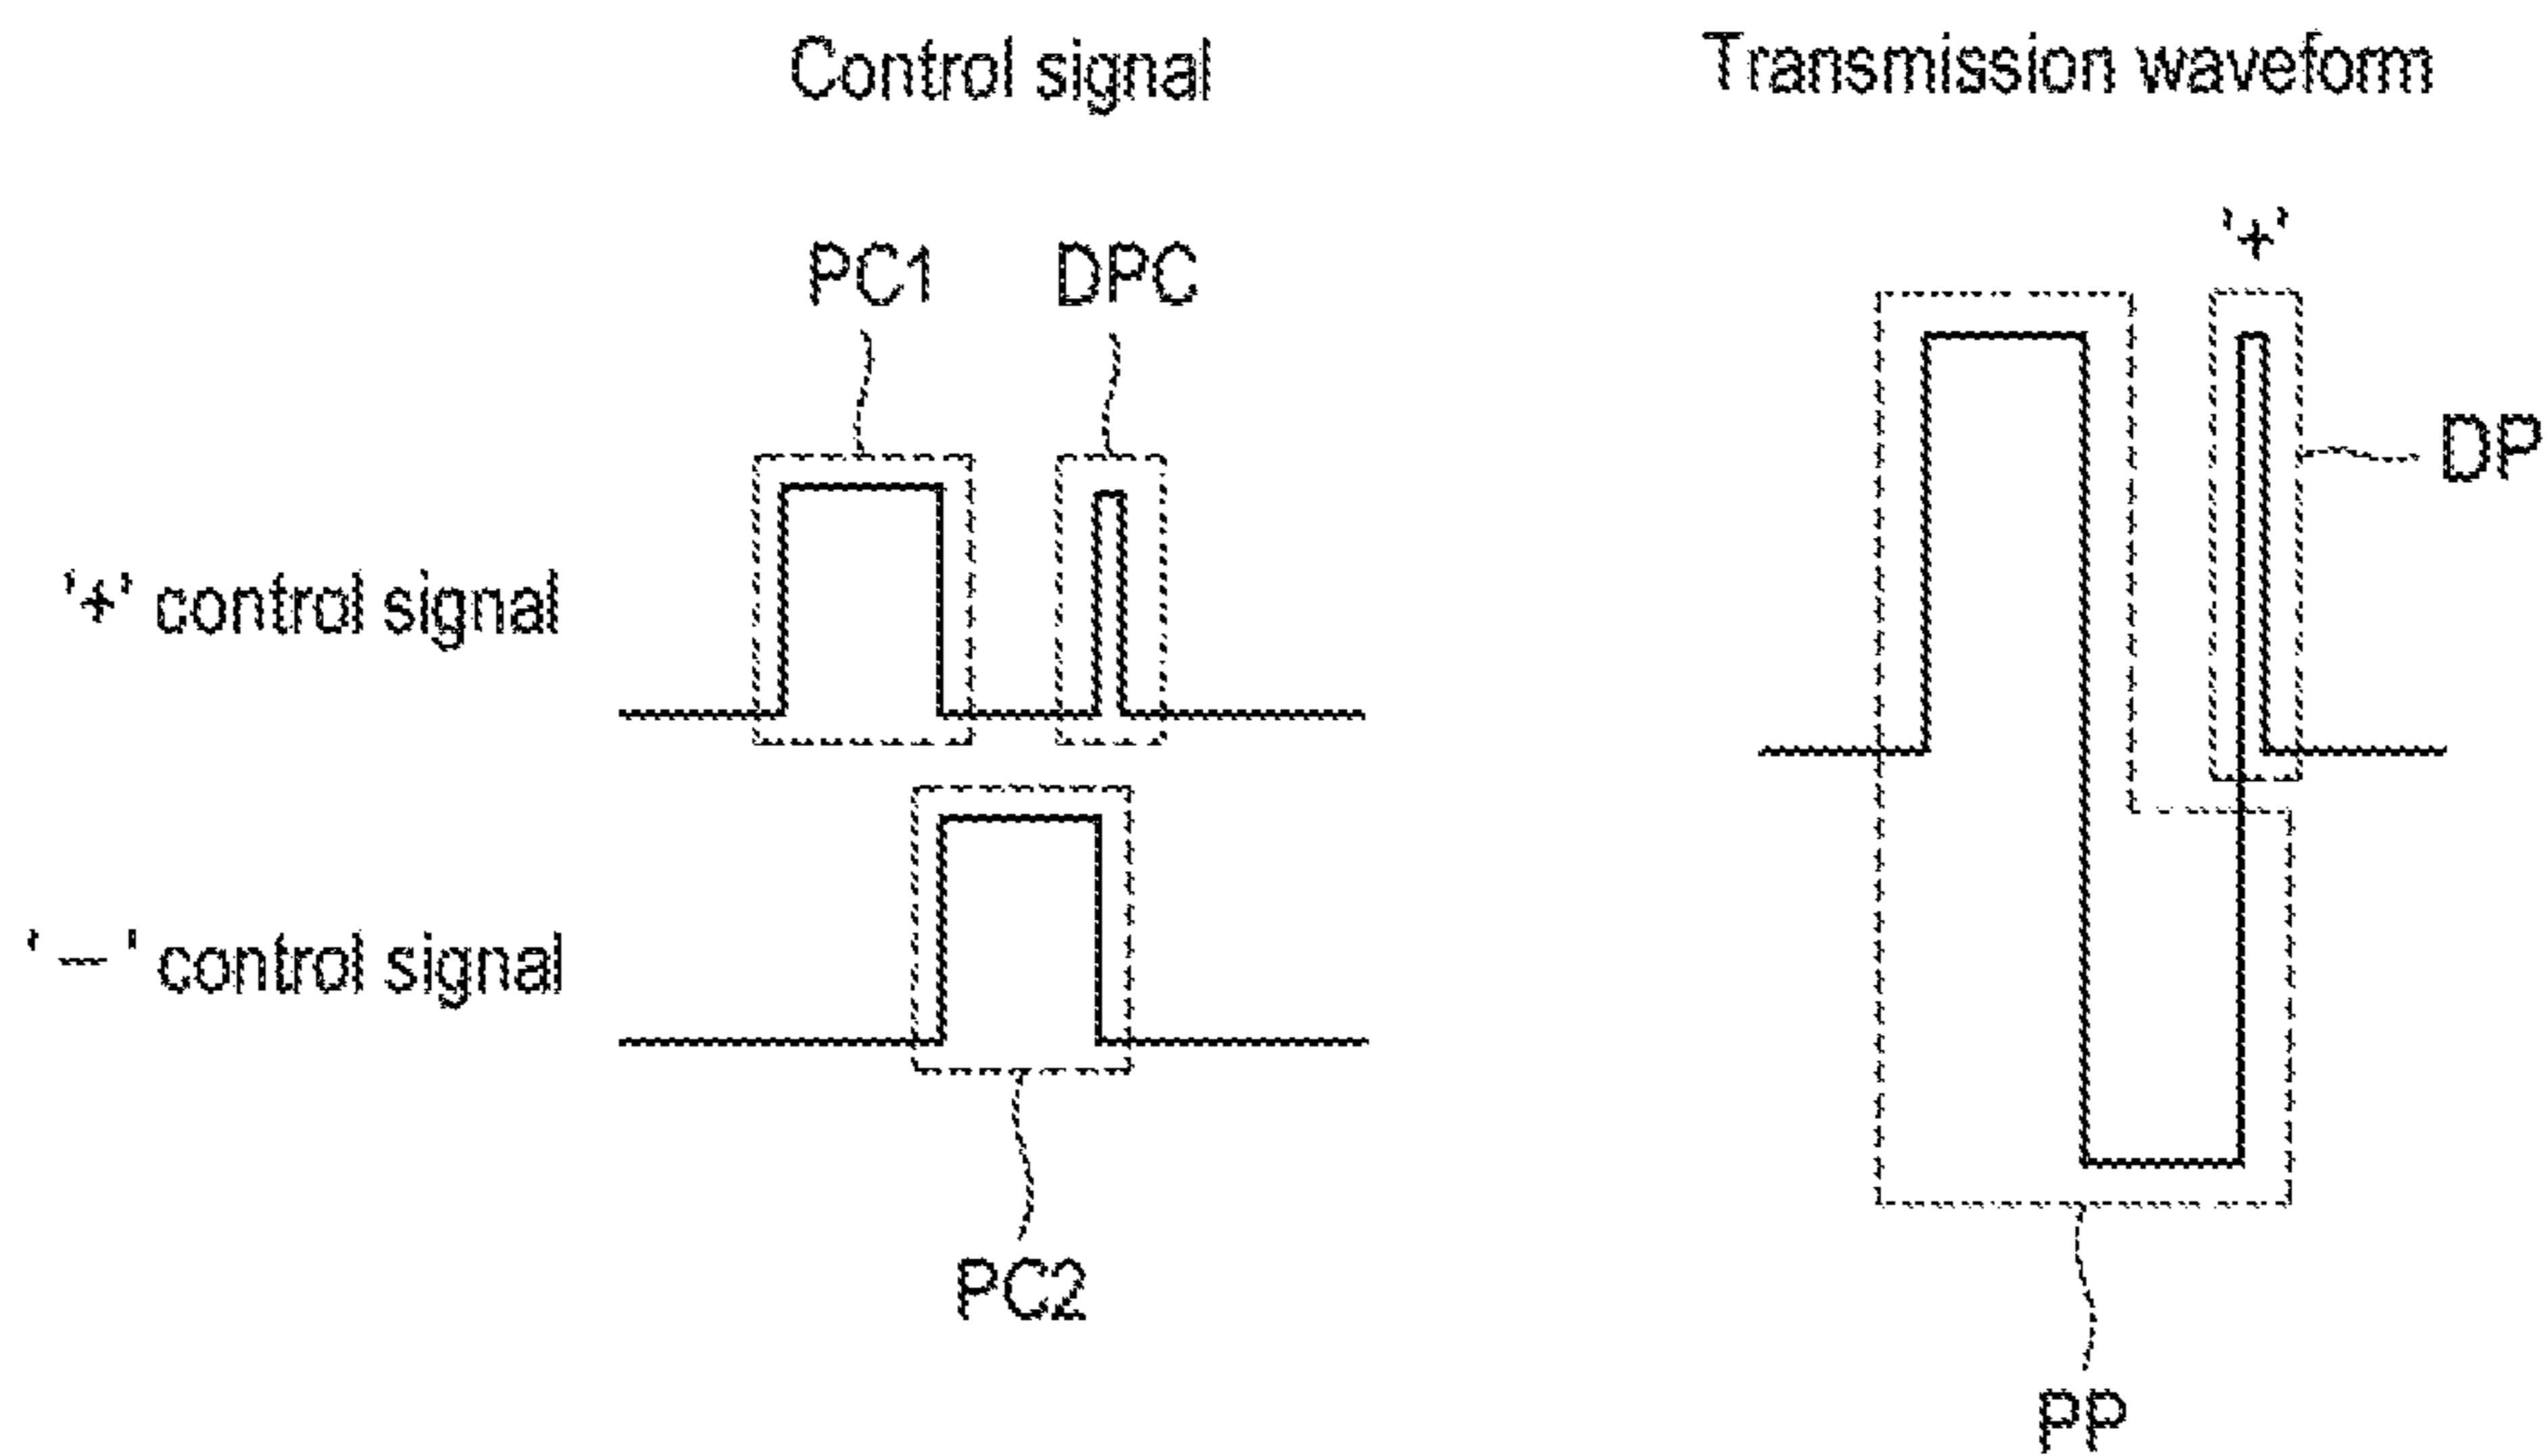 Control signal
Transmission waveform
'+'
PC1
DPC
DP
'+' control signal
'–' control signal
PC2
PP